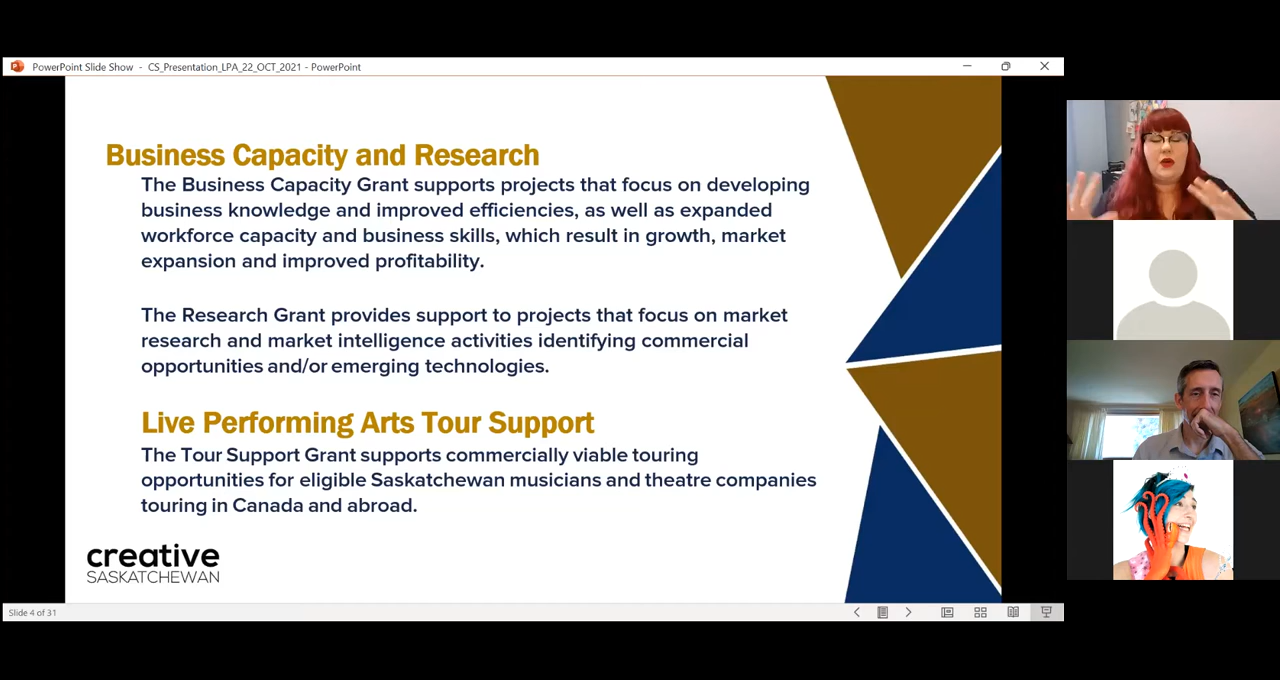 PowerPoint Slide Show - CS_Presentation_LPA_22_OCT_2021 - PowerPoint
Business Capacity and Research
The Business Capacity Grant supports projects that focus on developing
business knowledge and improved efficiencies, as well as expanded
workforce capacity and business skills, which result in growth, market
expansion and improved profitability.
The Research Grant provides support to projects that focus on market
research and market intelligence activities identifying commercial
opportunities and/or emerging technologies.
Live Performing Arts Tour Support
The Tour Support Grant supports commercially viable touring
opportunities for eligible Saskatchewan musicians and theatre companies
touring in Canada and abroad.
creative
SASKATCHEWAN
Slide 4 of 31